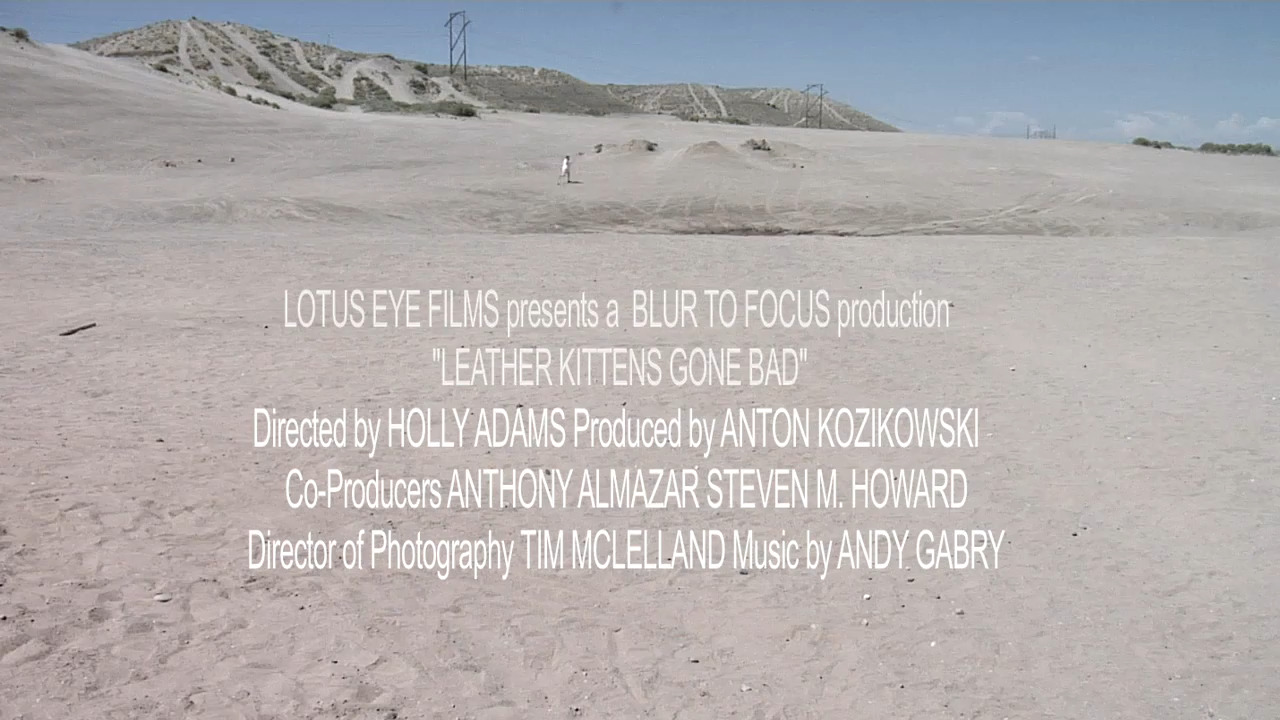 LOTUS EYE FILMS presents a BLUR TO FOCUS production
"LEATHER KITTENS GONE BAD"
Directed by HOLLY ADAMS Produced by ANTON KOZIKOWSKI
Co-Producers ANTHONY ALMAZAR STEVEN M. HOWARD
Director of Photography TIM MCLELLAND Music by ANDY GABRY